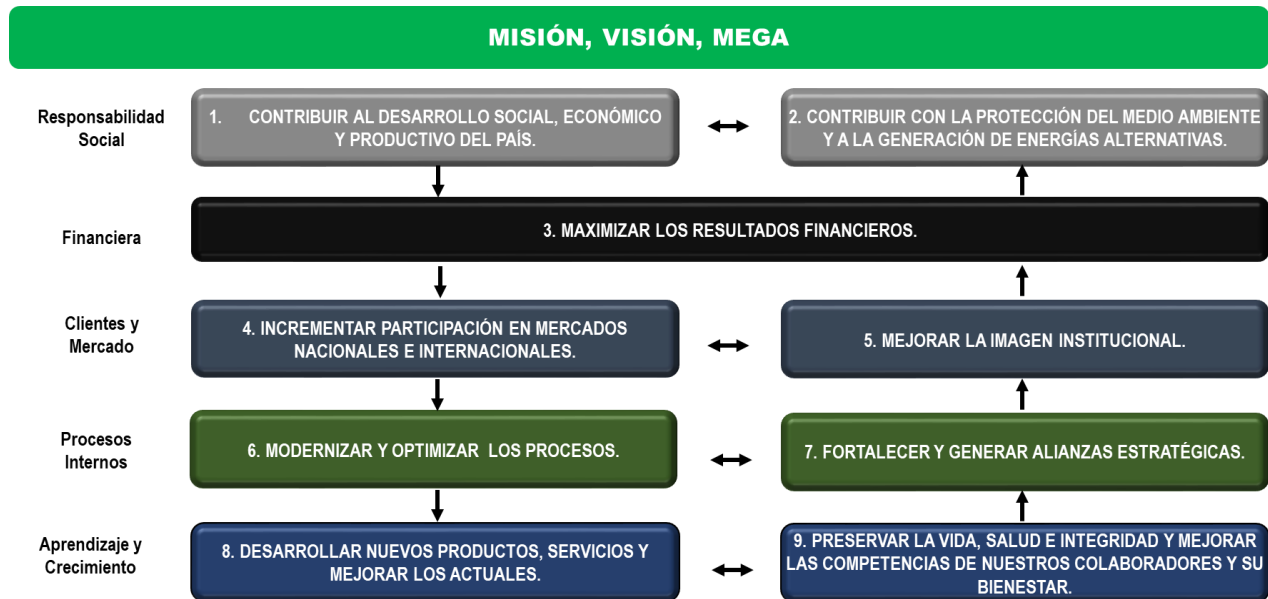 MISIÓN, VISIÓN, MEGA
Responsabilidad
Social
1. CONTRIBUIR AL DESARROLLO SOCIAL, ECONÓMICO
Y PRODUCTIVO DEL PAÍS.
2. CONTRIBUIR CON LA PROTECCIÓN DEL MEDIO AMBIENTE
Y A LA GENERACIÓN DE ENERGÍAS ALTERNATIVAS.
Financiera
3. MAXIMIZAR LOS RESULTADOS FINANCIEROS.
Clientes y
Mercado
4. INCREMENTAR PARTICIPACIÓN EN MERCADOS
NACIONALES E INTERNACIONALES.
5. MEJORAR LA IMAGEN INSTITUCIONAL.
Procesos
Internos
6. MODERNIZAR Y OPTIMIZAR LOS PROCESOS.
7. FORTALECER Y GENERAR ALIANZAS ESTRATÉGICAS.
Aprendizaje y
Crecimiento
8. DESARROLLAR NUEVOS PRODUCTOS, SERVICIOS Y
MEJORAR LOS ACTUALES.
9. PRESERVAR LA VIDA, SALUD E INTEGRIDAD Y MEJORAR
LAS COMPETENCIAS DE NUESTROS COLABORADORES Y SU
BIENESTAR.